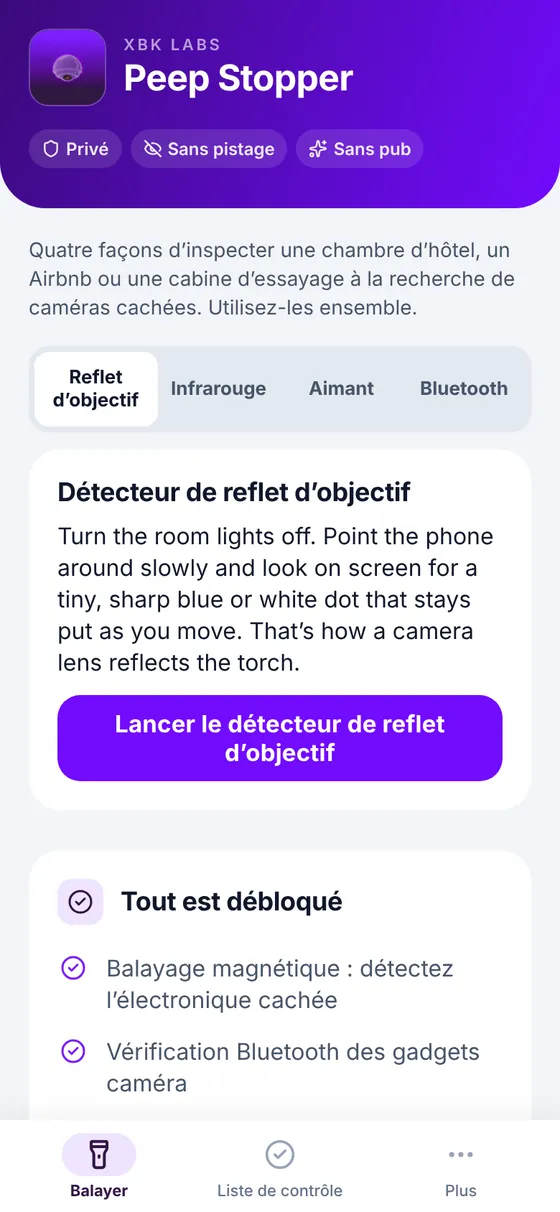 XBK LABS
Peep Stopper
Privé
Sans pistage
Sans pub
Quatre façons d’inspecter une chambre d’hôtel, un
Airbnb ou une cabine d’essayage à la recherche de
caméras cachées. Utilisez-les ensemble.
Reflet
d’objectif
Infrarouge
Aimant
Bluetooth
Détecteur de reflet d’objectif
Turn the room lights off. Point the phone
around slowly and look on screen for a
tiny, sharp blue or white dot that stays
put as you move. That’s how a camera
lens reflects the torch.
Lancer le détecteur de reflet
d’objectif
Tout est débloqué
Balayage magnétique : détectez
l’électronique cachée
Vérification Bluetooth des gadgets
caméra
Balayer
Liste de contrôle
Plus